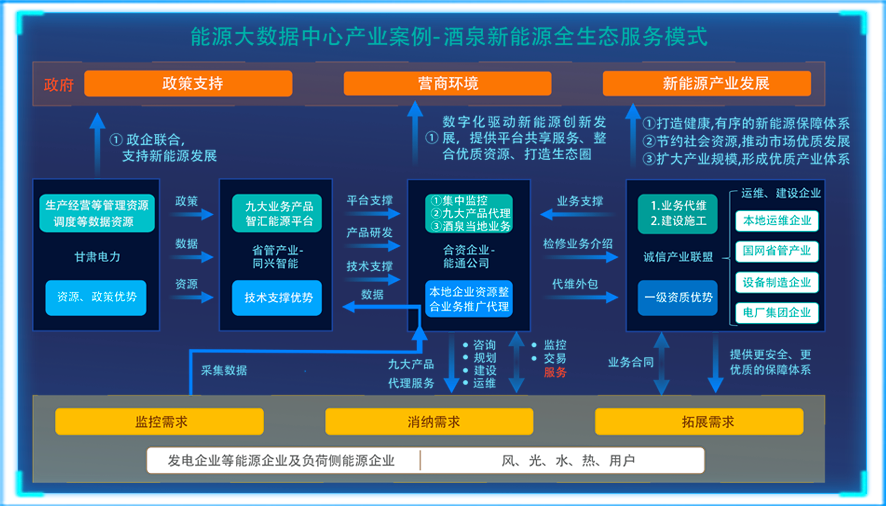 能源大数据中心产业案例-酒泉新能源全生态服务模式
政府
政策支持
营商环境
新能源产业发展
① 政企联合,
支持新能源发展
数字化驱动新能源创新发
① 展，提供平台共享服务、整
合优质资源、打造生态圈
①打造健康,有序的新能源保障体系
②节约社会资源,推动市场优质发展
③扩大产业规模,形成优质产业体系
生产经营等管理资源
调度等数据资源
甘肃电力
资源、政策优势
政策
数据
资源
九大业务产品
智汇能源平台
省管产业-
同兴智能
技术支撑优势
平台支撑
产品研发
技术支撑
数据
①集中监控
②九大产品代理
③酒泉当地业务
合资企业-
能通公司
本地企业资源整
合业务推广代理
业务支撑
检修业务介绍
代维外包
1.业务代维
2.建设施工
诚信产业联盟
一级资质优势
运维、建设企业
本地运维企业
国网省管产业
设备制造企业
电厂集团企业
采集数据
九大产品
代理服务
• 咨询
• 规划
• 建设
• 运维
• 监控
• 交易
服务
业务合同
提供更安全、更
优质的保障体系
监控需求
消纳需求
拓展需求
发电企业等能源企业及负荷侧能源企业
风、光、水、热、用户